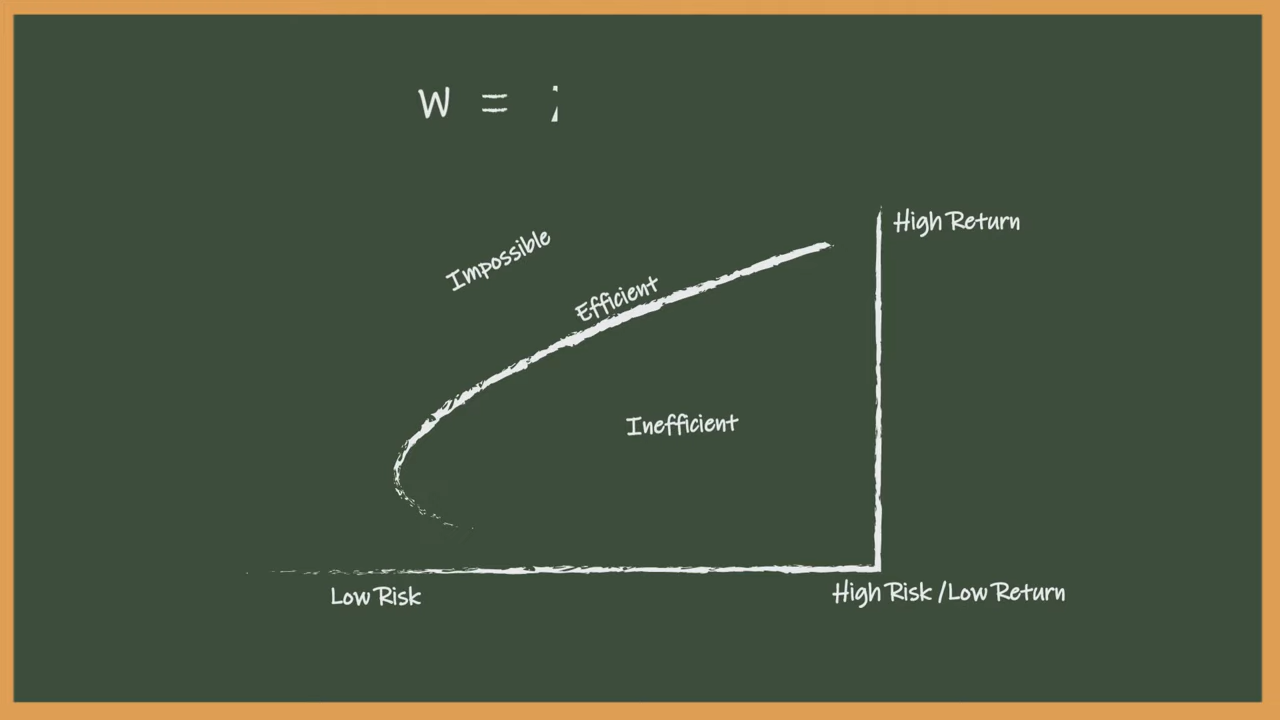 W =
High Return
Impossible
Efficient
Inefficient
Low Risk
High Risk / Low Return